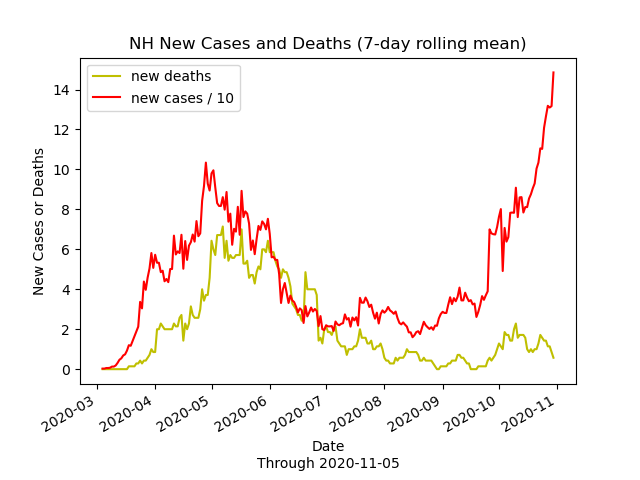 NH New Cases and Deaths (7-day rolling mean)
new deaths
new cases / 10
14
12
10
8
6
4
2
0
New Cases or Deaths
2020-03
2020-04
2020-05
2020-06
2020-07
2020-08
2020-09
2020-10
2020-11
Date
Through 2020-11-05